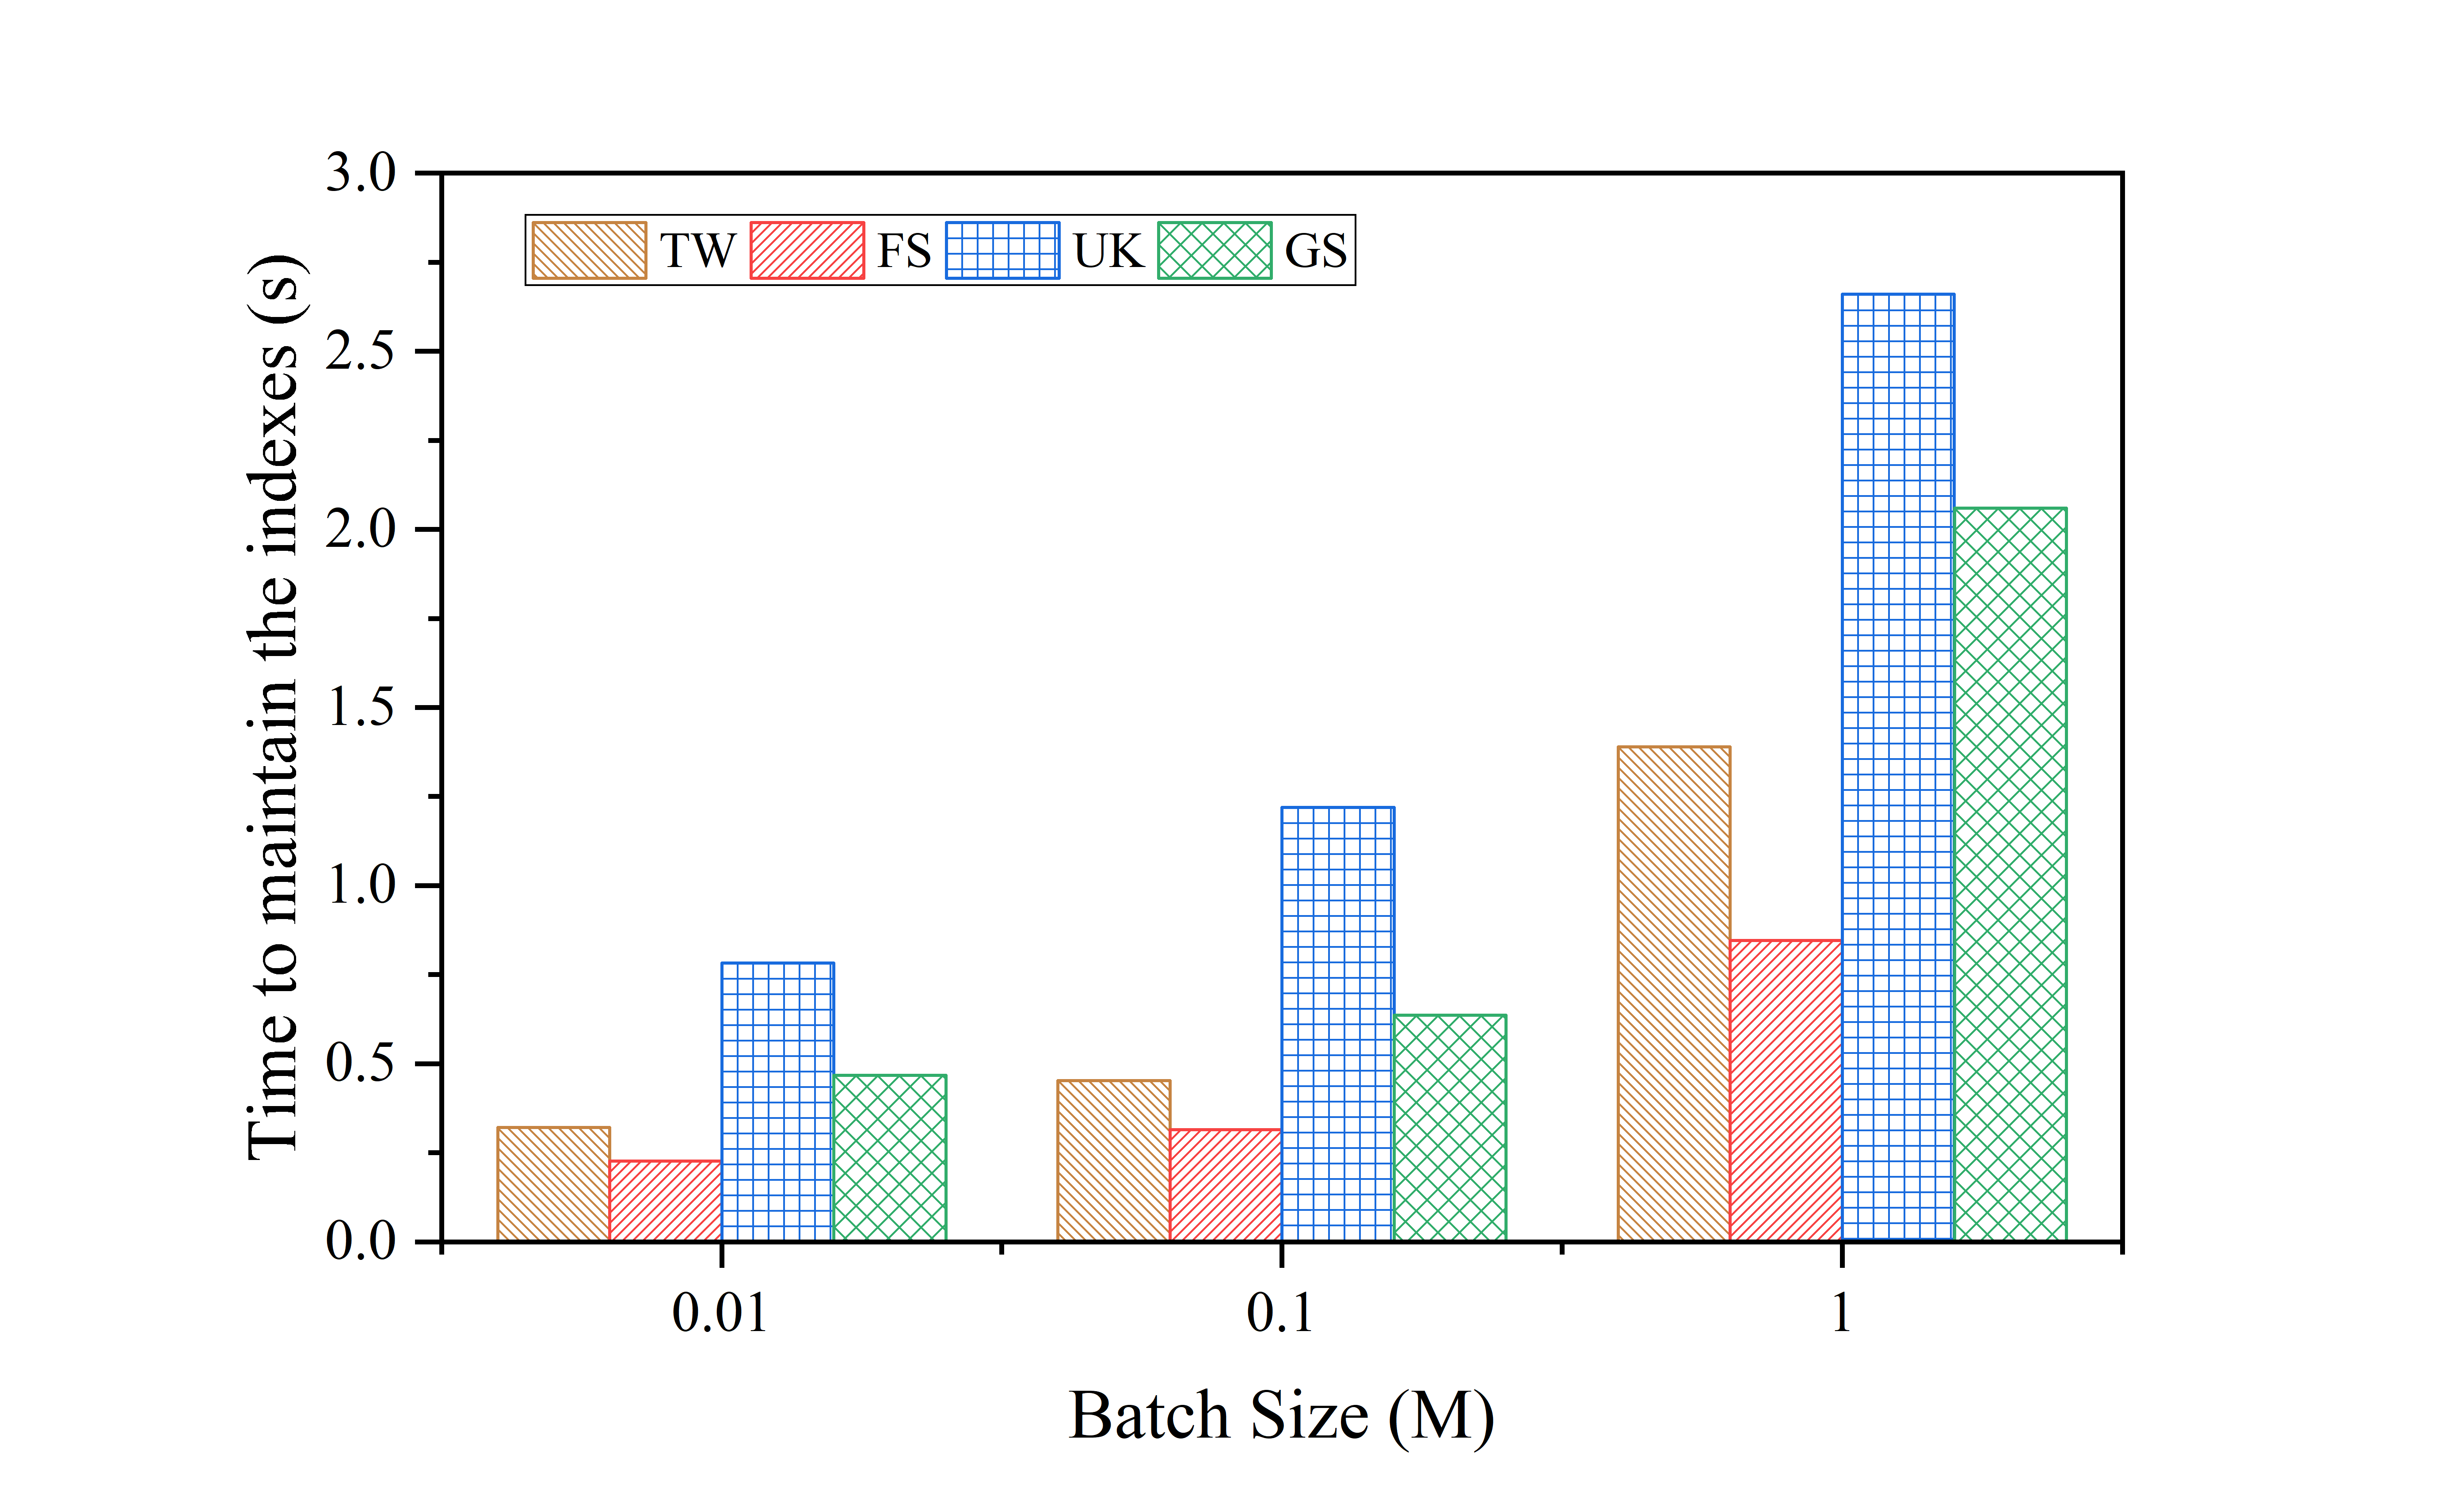 3.0
TW FS UK GS
2.5
2.0
1.5
1.0
0.5
0.0
Time to maintain the indexes (s)
0.01 0.1 1
Batch Size (M)